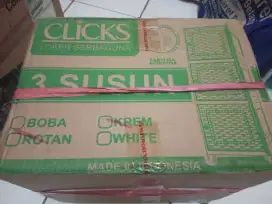 CLiCKS
3 SUSUN
BOBA
KREM
ROTAN
WHITE
MADE IN INDONESIA